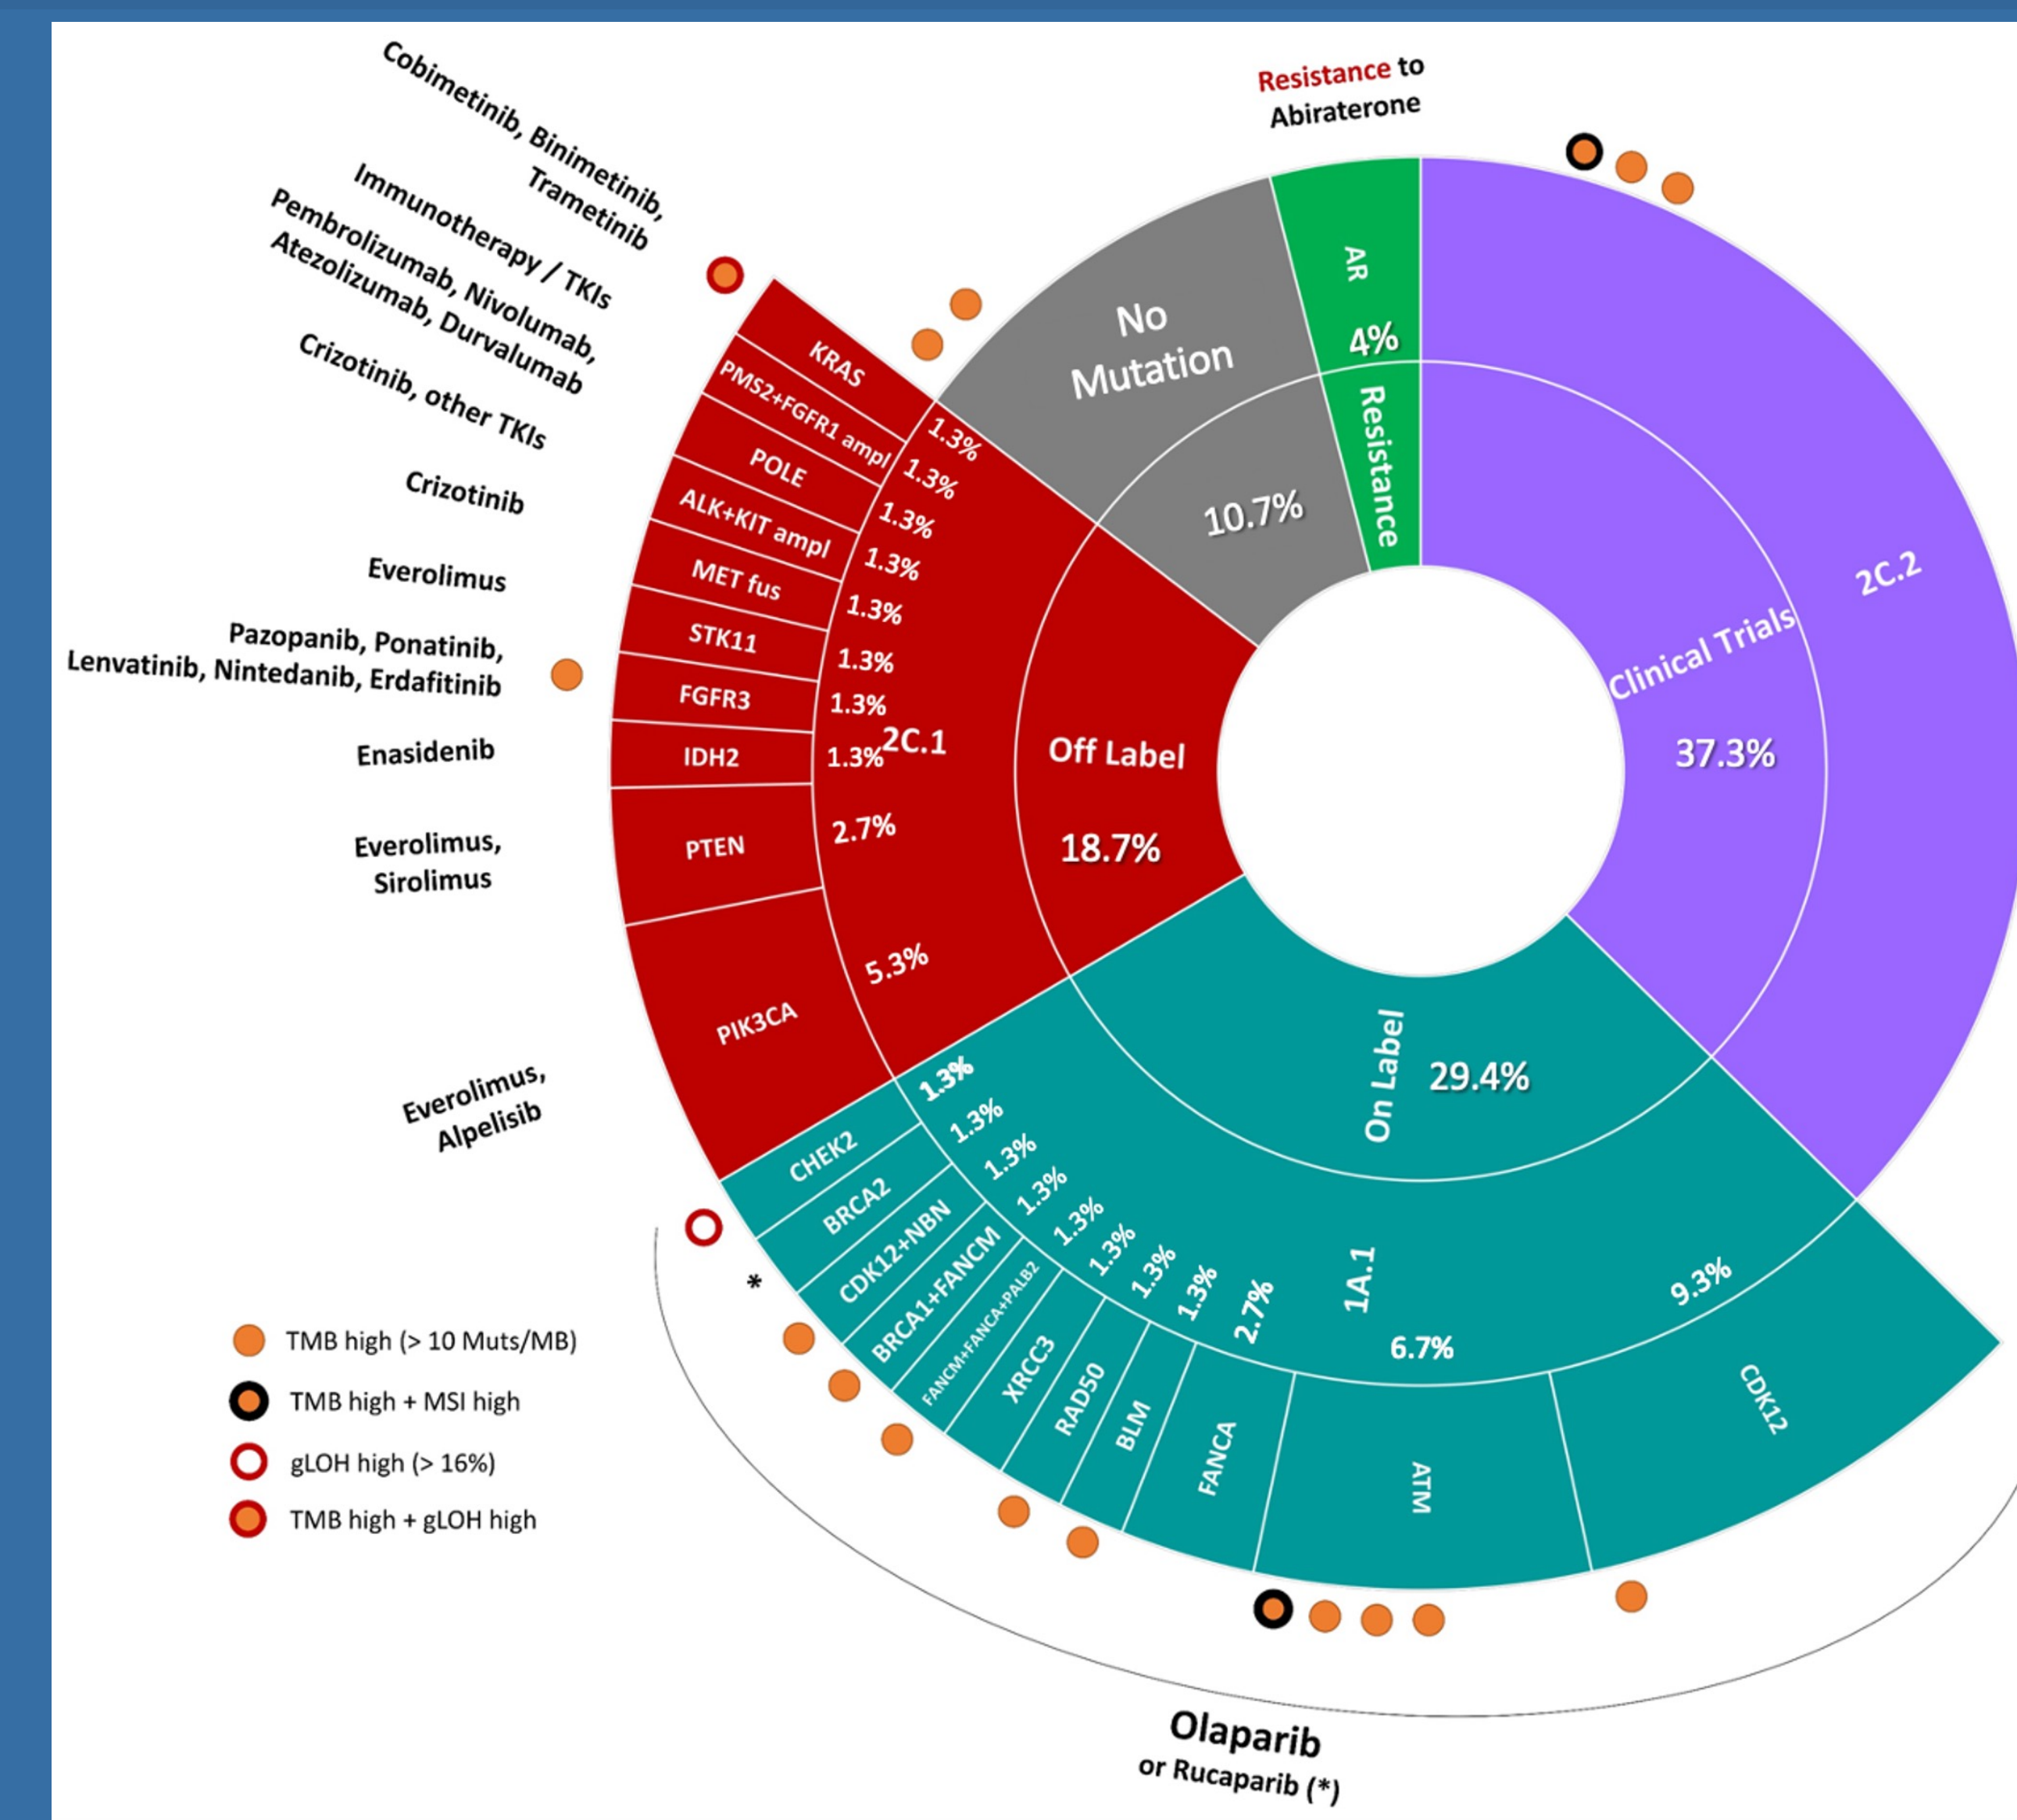 Cobimetinib, Binimetinib,
Trametinib
Immunotherapy / TKIs
Pembrolizumab, Nivolumab,
Atezolizumab, Durvalumab
Crizotinib, other TKIs
Crizotinib
Everolimus
Pazopanib, Ponatinib,
Lenvatinib, Nintedanib, Erdafitinib
Enasidenib
Everolimus,
Sirolimus
Everolimus,
Alpelisib
Resistance to
Abiraterone
AR
4%
Resistance
No
Mutation
10.7%
2C.2
Clinical Trials
37.3%
KRAS
1.3%
PMS2+FGFR1 ampl
1.3%
POLE
1.3%
ALK+KIT ampl
1.3%
MET fus
1.3%
STK11
1.3%
FGFR3
1.3%
IDH2
1.3%
PTEN
2.7%
PIK3CA
5.3%
2C.1
Off Label
18.7%
On Label
29.4%
1A.1
CHEK2
1.3%
BRCA2
1.3%
CDK12+NBN
1.3%
BRCA1+FANCM
1.3%
FANCM+FANCA+PALB2
1.3%
XRCC3
1.3%
RAD50
1.3%
BLM
1.3%
FANCA
2.7%
ATM
6.7%
CDK12
9.3%
*
TMB high (> 10 Muts/MB)
TMB high + MSI high
gLOH high (> 16%)
TMB high + gLOH high
Olaparib
or Rucaparib (*)